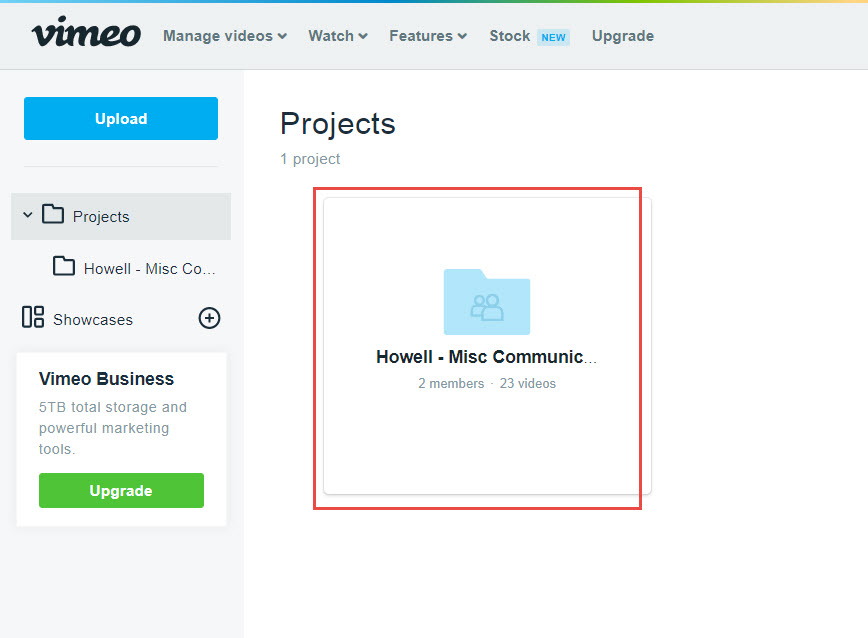 vimeo Manage videos Watch Features Stock NEW Upgrade
Upload
Projects
Howell - Misc Co...
Showcases
Vimeo Business
5TB total storage and
powerful marketing
tools.
Upgrade
Projects
1 project
Howell - Misc Communic...
2 members · 23 videos